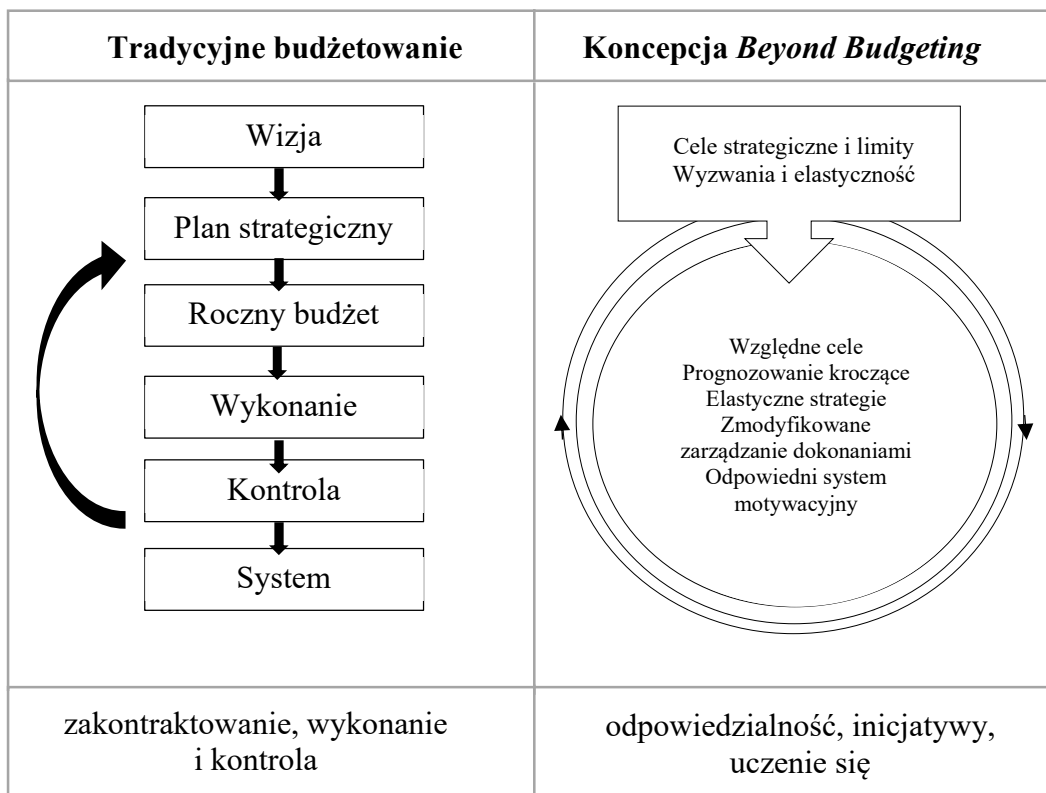 Tradycyjne budżetowanie
Koncepcja Beyond Budgeting
Wizja
Plan strategiczny
Roczny budżet
Wykonanie
Kontrola
System
Cele strategiczne i limity
Wyzwania i elastyczność
Względne cele
Prognozowanie kroczące
Elastyczne strategie
Zmodyfikowane
zarządzanie dokonaniami
Odpowiedni system
motywacyjny
zakontraktowanie, wykonanie
i kontrola
odpowiedzialność, inicjatywy,
uczenie się